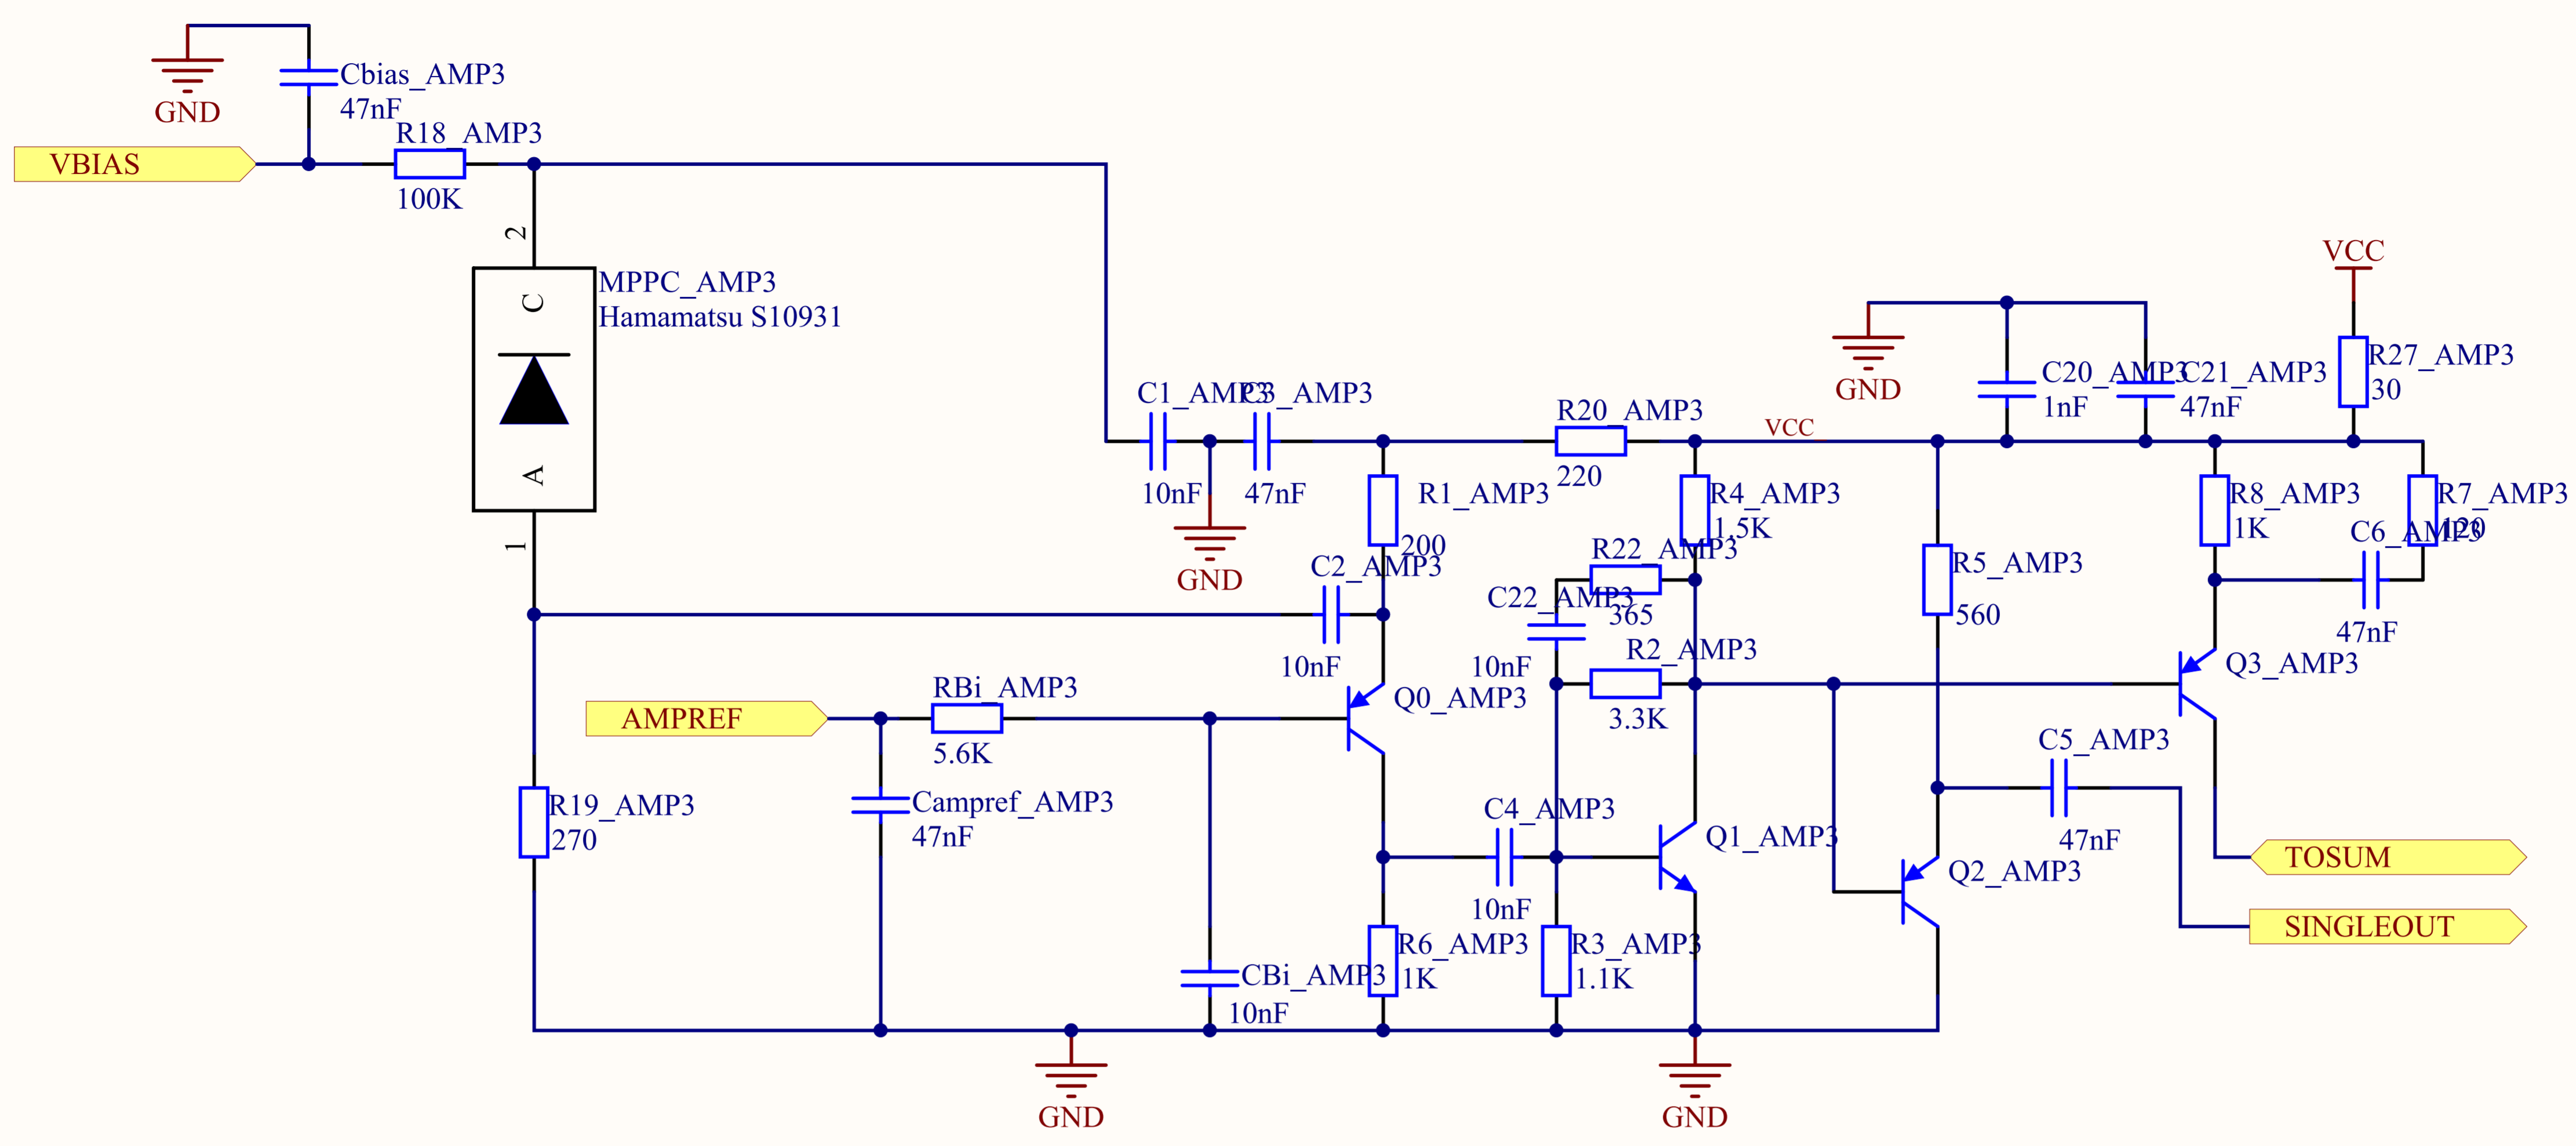 Cbias_AMP3
47nF
GND
R18_AMP3
VBIAS
100K
2
C
MPPC_AMP3
Hamamatsu S10931
A
1
VCC
C1_AMP3
C3_AMP3
10nF
47nF
GND
R20_AMP3
220
VCC
GND
C20_AMP3
1nF
C21_AMP3
47nF
R27_AMP3
30
R1_AMP3
200
R4_AMP3
1.5K
R8_AMP3
1K
R7_AMP3
120
C6_AMP3
47nF
C2_AMP3
10nF
R22_AMP3
365
C22_AMP3
10nF
R5_AMP3
560
R2_AMP3
3.3K
Q3_AMP3
RBi_AMP3
AMPREF
5.6K
Q0_AMP3
C5_AMP3
47nF
R19_AMP3
270
Campref_AMP3
47nF
C4_AMP3
10nF
Q1_AMP3
Q2_AMP3
TOSUM
SINGLEOUT
CBi_AMP3
10nF
R6_AMP3
1K
R3_AMP3
1.1K
GND
GND